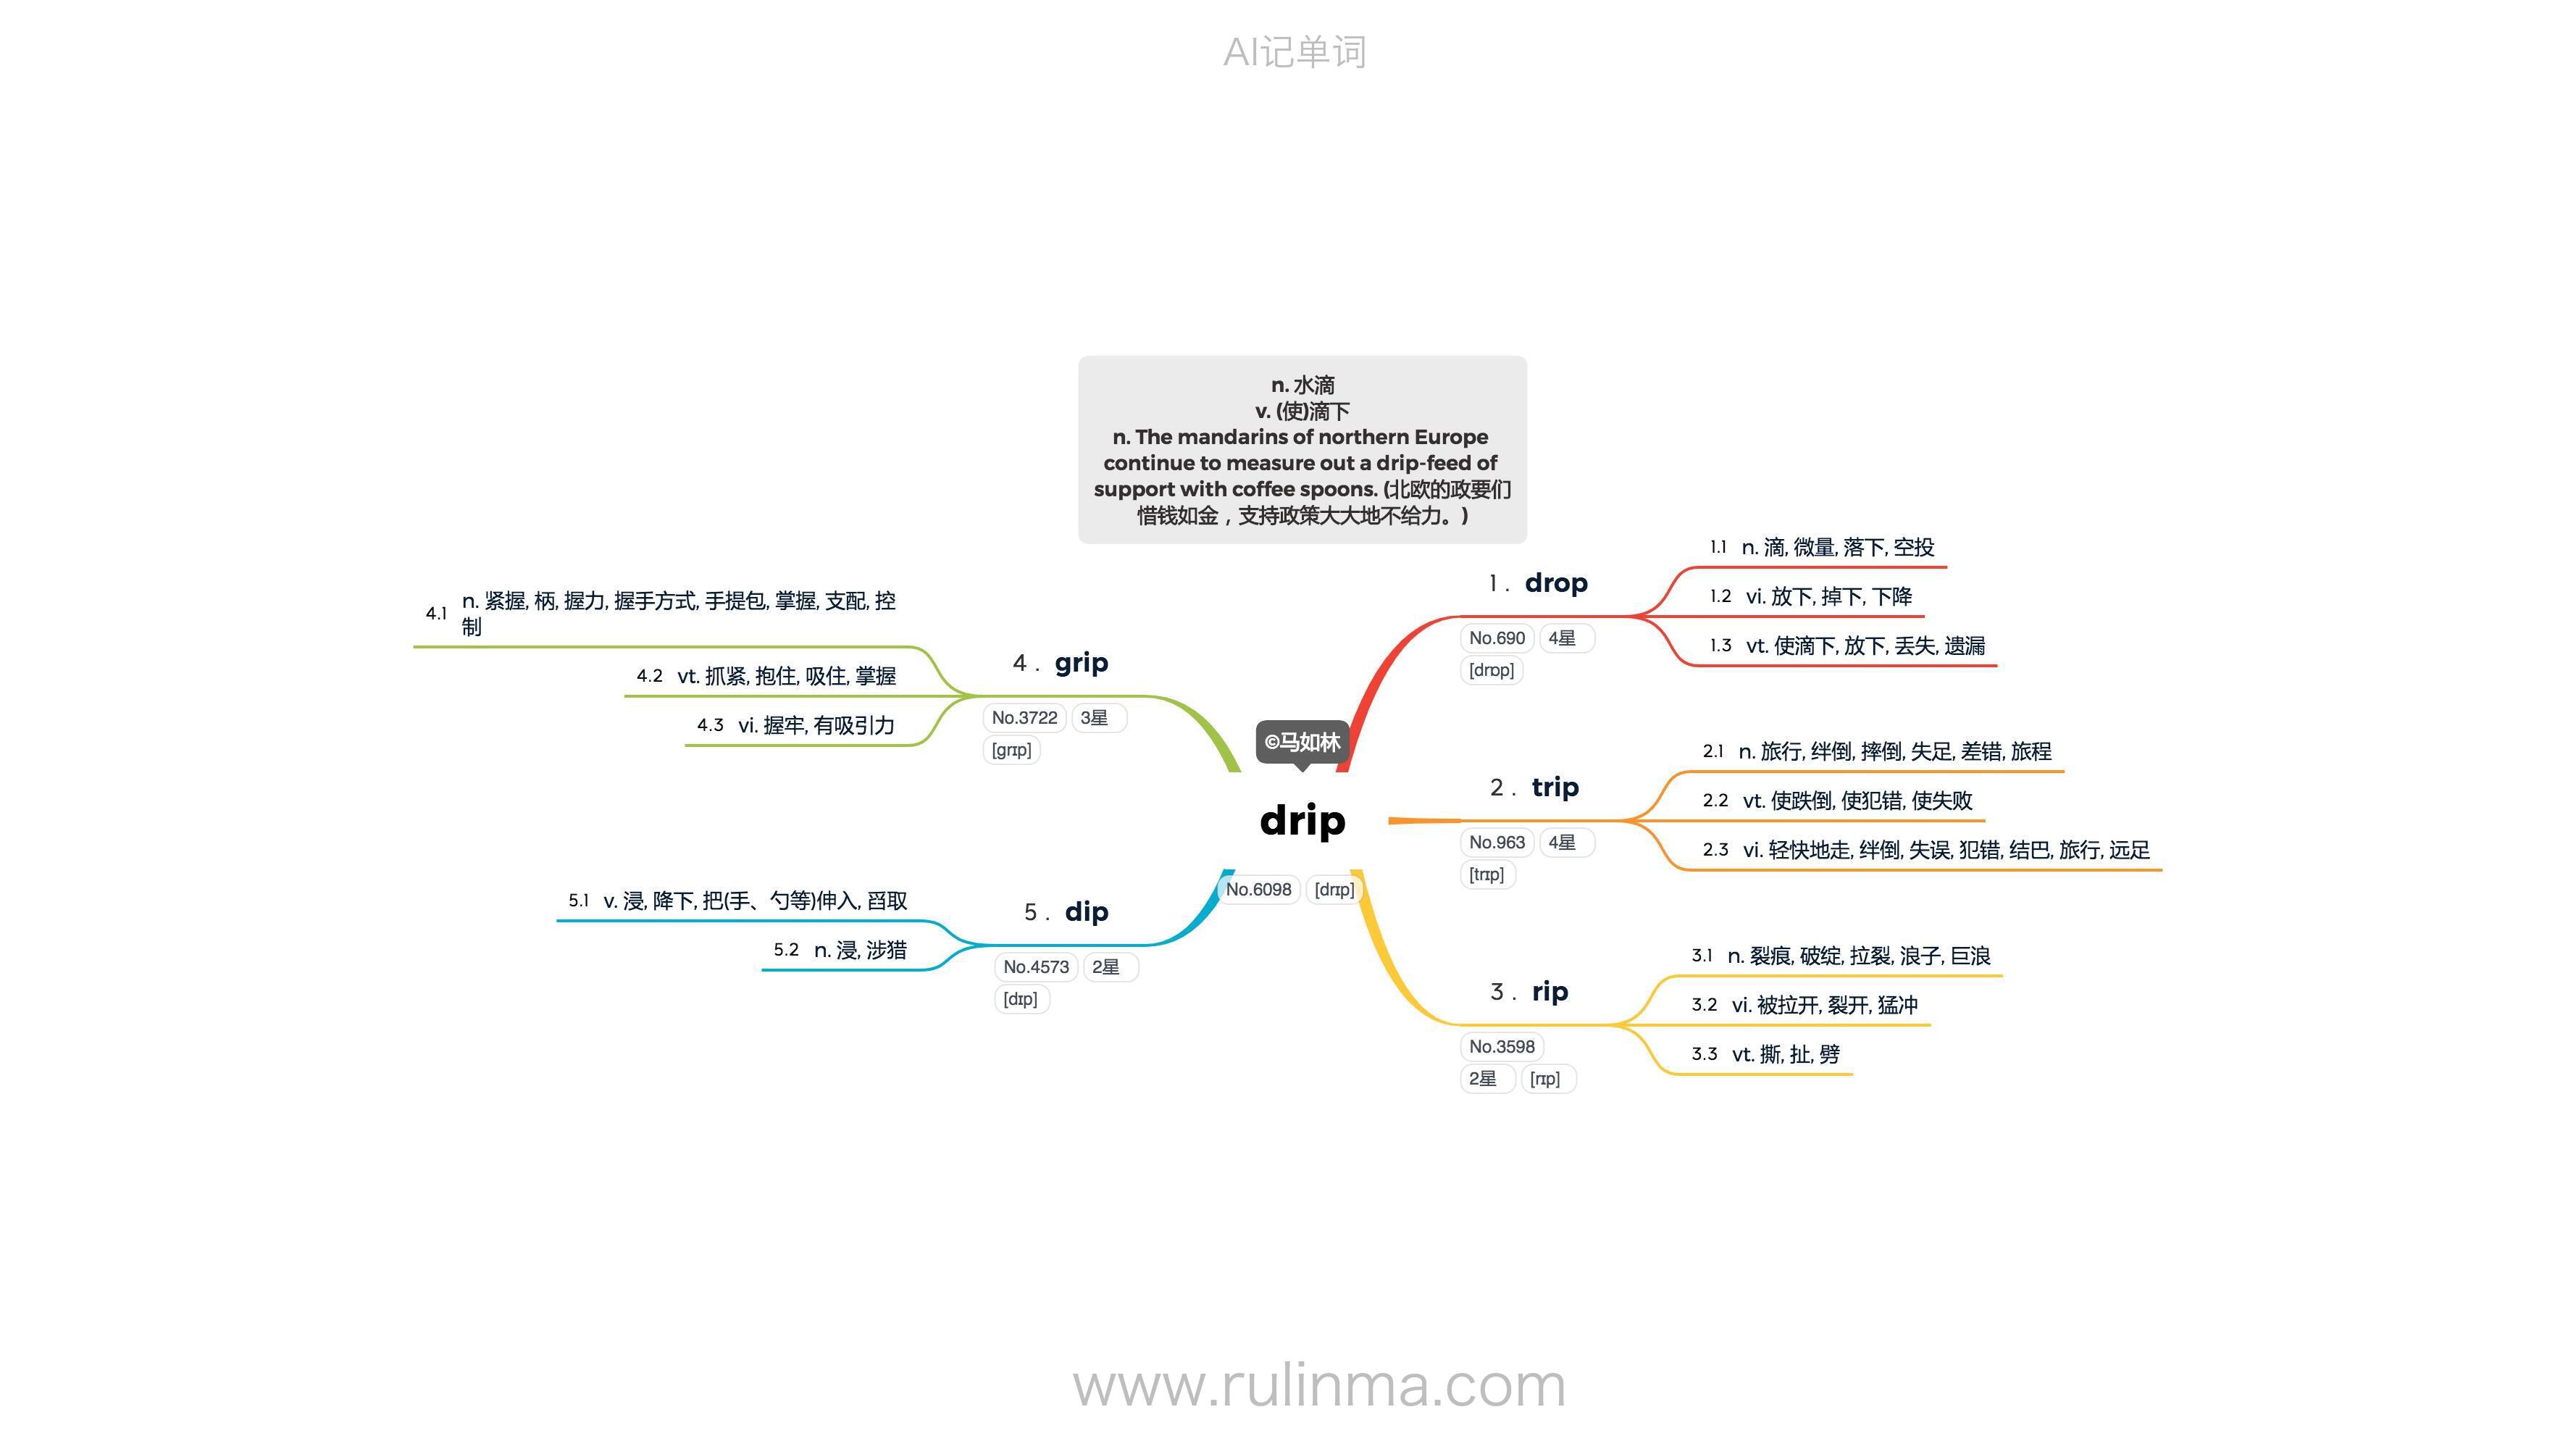 AI记单词
n. 水滴
v. (使)滴下
n. The mandarins of northern Europe
continue to measure out a drip-feed of
support with coffee spoons. (北欧的政要们
惜钱如金，支持政策大大地不给力。)
©马如林
drip
No.6098 [drɪp]
1. drop
No.690 4星
[drɒp]
1.1 n. 滴, 微量, 落下, 空投
1.2 vi. 放下, 掉下, 下降
1.3 vt. 使滴下, 放下, 丢失, 遗漏
2. trip
No.963 4星
[trɪp]
2.1 n. 旅行, 绊倒, 摔倒, 失足, 差错, 旅程
2.2 vt. 使跌倒, 使犯错, 使失败
2.3 vi. 轻快地走, 绊倒, 失误, 犯错, 结巴, 旅行, 远足
3. rip
No.3598
2星 [rɪp]
3.1 n. 裂痕, 破绽, 拉裂, 浪子, 巨浪
3.2 vi. 被拉开, 裂开, 猛冲
3.3 vt. 撕, 扯, 劈
4. grip
No.3722 3星
[grɪp]
4.1 n. 紧握, 柄, 握力, 握手方式, 手提包, 掌握, 支配, 控
制
4.2 vt. 抓紧, 抱住, 吸住, 掌握
4.3 vi. 握牢, 有吸引力
5. dip
No.4573 2星
[dɪp]
5.1 v. 浸, 降下, 把(手、勺等)伸入, 舀取
5.2 n. 浸, 涉猎
www.rulinma.com